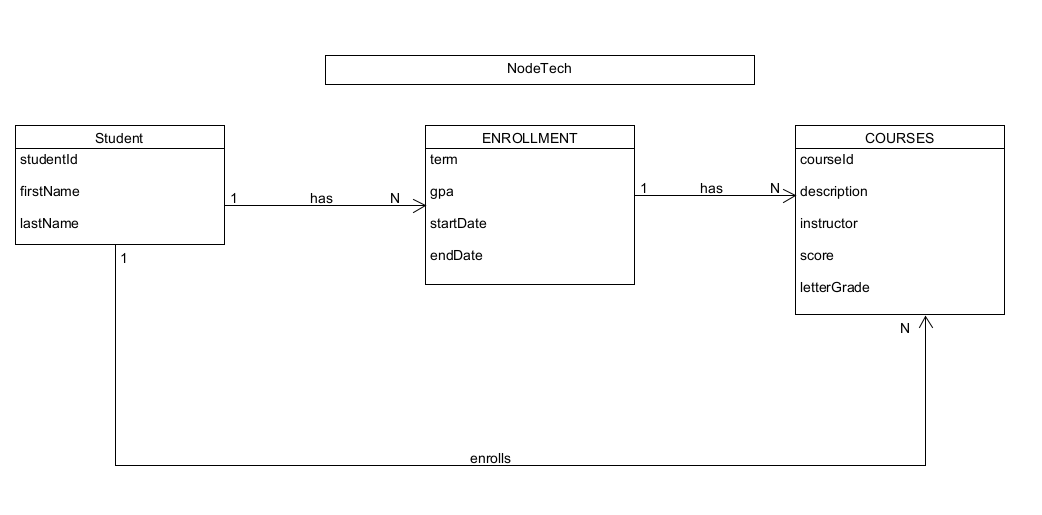 NodeTech
Student
studentId
firstName
lastName
1
has
N
ENROLLMENT
term
gpa
startDate
endDate
1
has
N
COURSES
courseId
description
instructor
score
letterGrade
1
N
enrolls